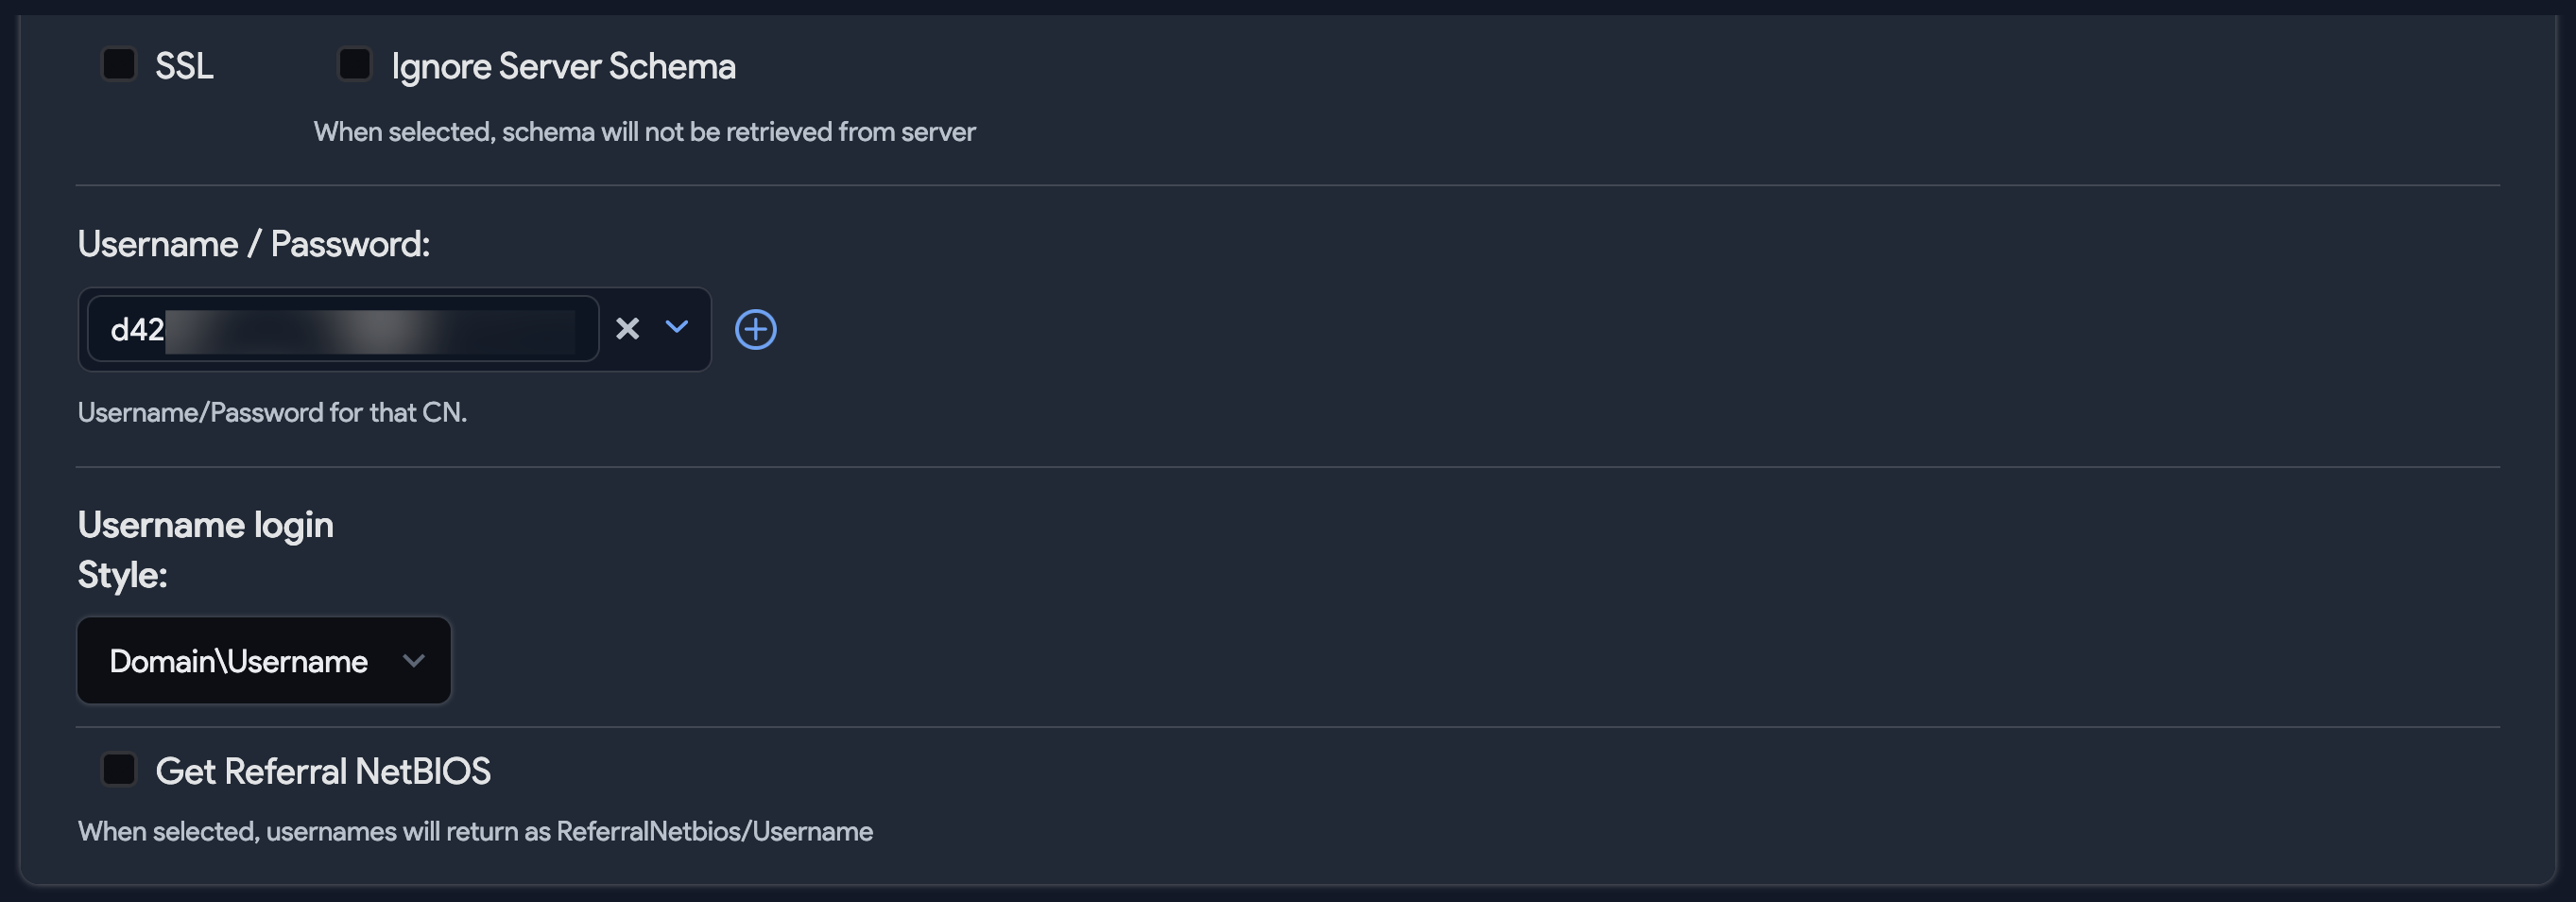 SSL
Ignore Server Schema
When selected, schema will not be retrieved from server
Username / Password:
d42
Username/Password for that CN.
Username login
Style:
Domain\Username
Get Referral NetBIOS
When selected, usernames will return as ReferralNetbios/Username